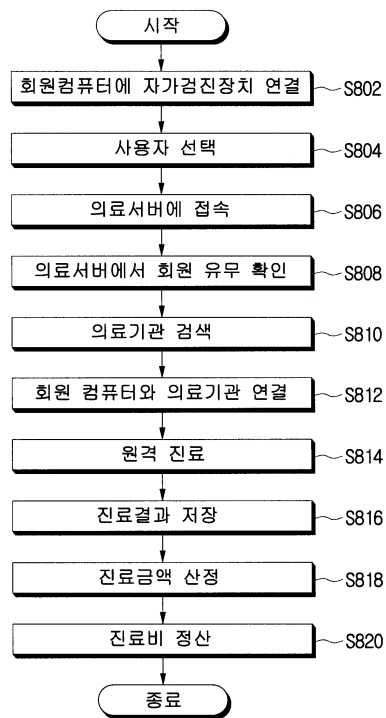 시작
회원컴퓨터에 자가검진장치 연결 S802
사용자 선택 S804
의료서버에 접속 S806
의료서버에서 회원 유무 확인 S808
의료기관 검색 S810
회원 컴퓨터와 의료기관 연결 S812
원격 진료 S814
진료결과 저장 S816
진료금액 산정 S818
진료비 정산 S820
종료